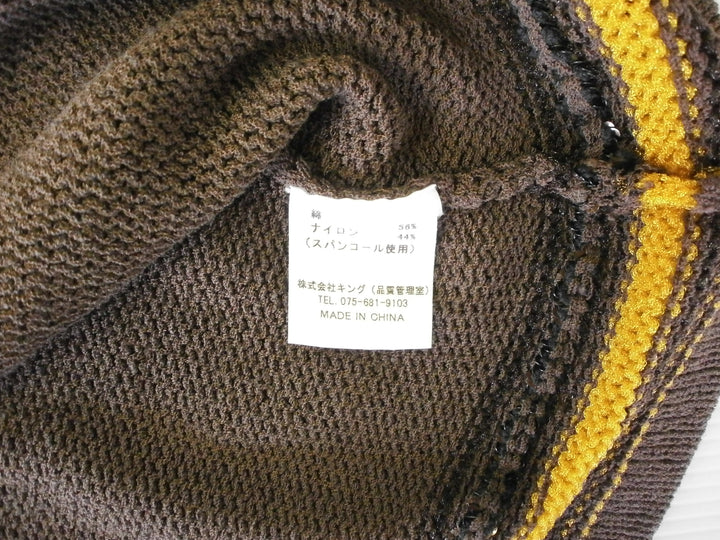 綿 56%
ナイロン 44%
(スパンコール使用)
株式会社キング(品質管理室)
TEL. 075-681-9103
MADE IN CHINA